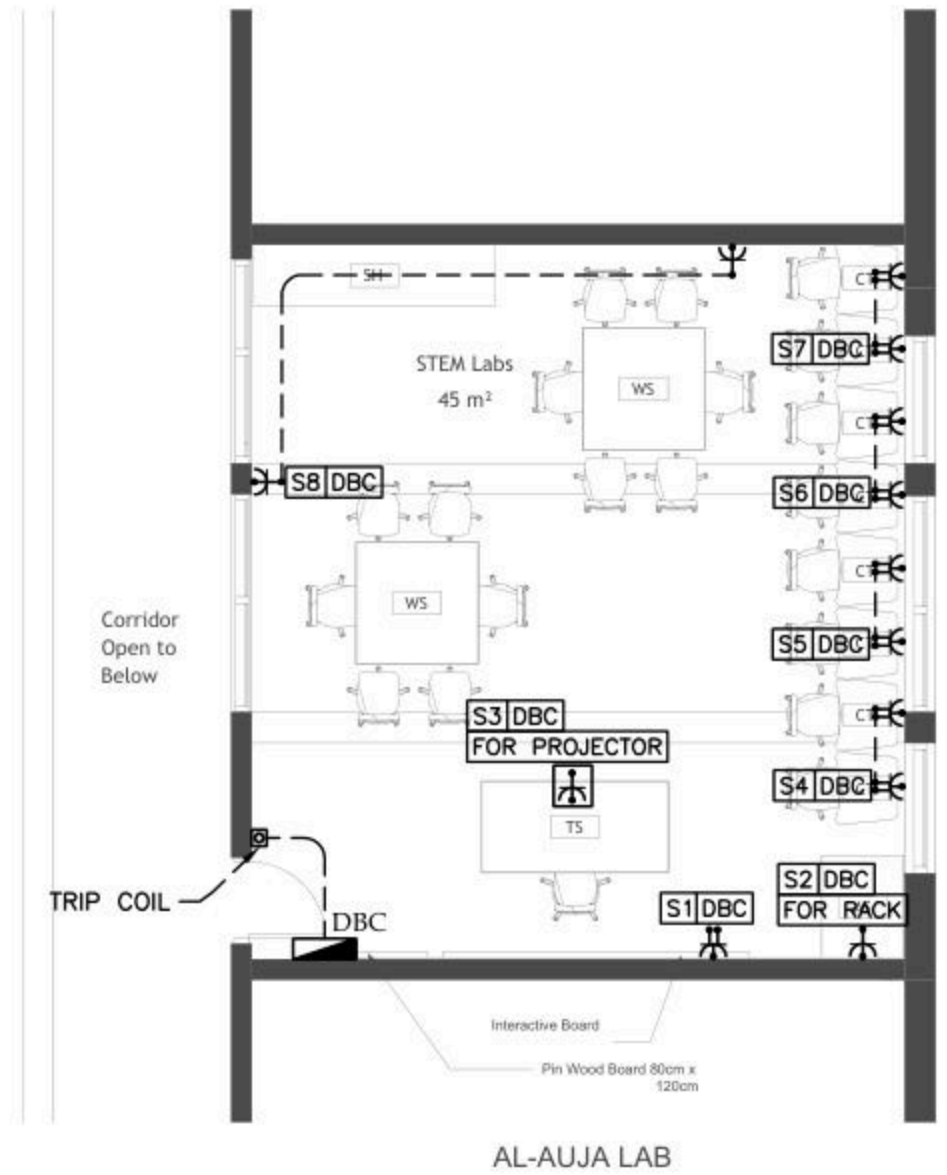 SH
CT
S7 DBC
STEM Labs
45 m²
WS
CT
S8 DBC
S6 DBC
CT
WS
Corridor
Open to
Below
S5 DBC
S3 DBC
FOR PROJECTOR
CT
S4 DBC
TS
TRIP COIL
DBC
S1 DBC
S2 DBC
FOR RACK
Interactive Board
Pin Wood Board 80cm x
120cm
AL-AUJA LAB